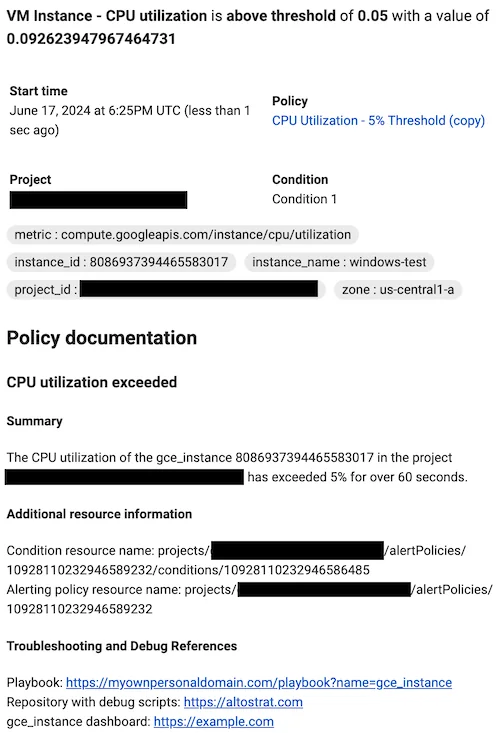 VM Instance - CPU utilization is above threshold of 0.05 with a value of
0.092623947967464731
Start time
June 17, 2024 at 6:25PM UTC (less than 1
sec ago)
Policy
CPU Utilization - 5% Threshold (copy)
Project
Condition
Condition 1
metric : compute.googleapis.com/instance/cpu/utilization
instance_id : 8086937394465583017 instance_name : windows-test
project_id : zone : us-central1-a
Policy documentation
CPU utilization exceeded
Summary
The CPU utilization of the gce_instance 8086937394465583017 in the project
has exceeded 5% for over 60 seconds.
Additional resource information
Condition resource name: projects/ /alertPolicies/
10928110232946589232/conditions/10928110232946586485
Alerting policy resource name: projects/ /alertPolicies/
10928110232946589232
Troubleshooting and Debug References
Playbook: https://myownpersonaldomain.com/playbook?name=gce_instance
Repository with debug scripts: https://altostrat.com
gce_instance dashboard: https://example.com